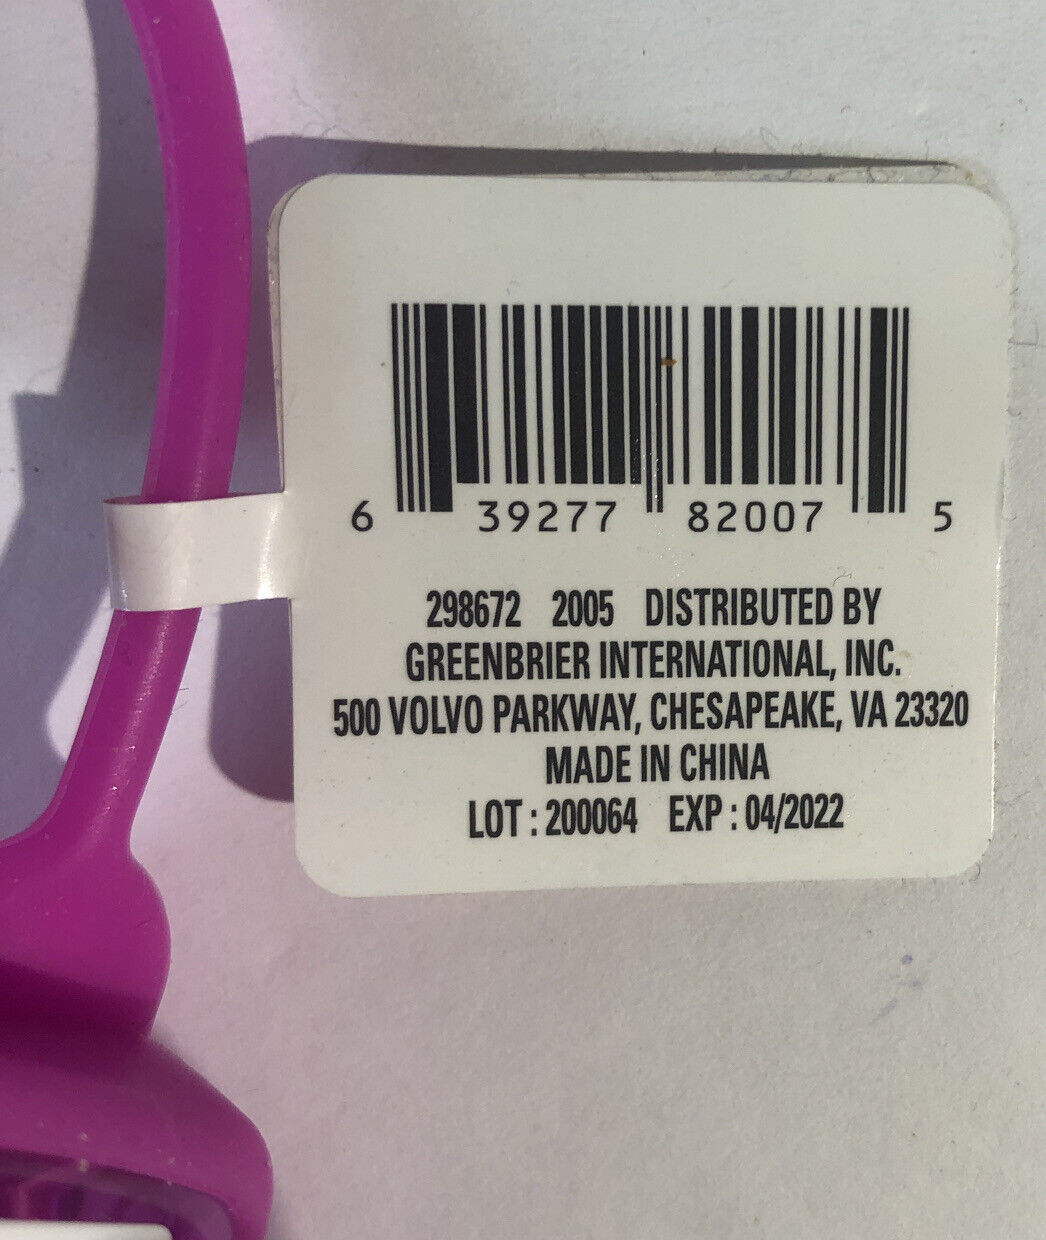 6 39277 82007 5
298672 2005 DISTRIBUTED BY
GREENBRIER INTERNATIONAL, INC.
500 VOLVO PARKWAY, CHESAPEAKE, VA 23320
MADE IN CHINA
LOT : 200064 EXP : 04/2022